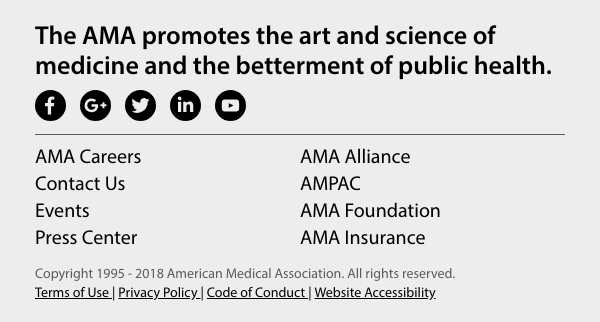 The AMA promotes the art and science of
medicine and the betterment of public health.
f G+ in
AMA Careers
AMA Alliance
Contact Us
AMPAC
Events
AMA Foundation
Press Center
AMA Insurance
Copyright 1995 - 2018 American Medical Association. All rights reserved.
Terms of Use | Privacy Policy | Code of Conduct | Website Accessibility